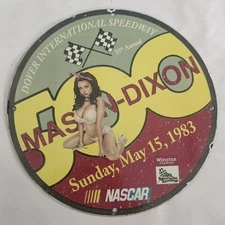 DOVER INTERNATIONAL SPEEDWAY
15th Annual
500
MASON-DIXON
Sunday, May 15, 1983
NASCAR
Winston